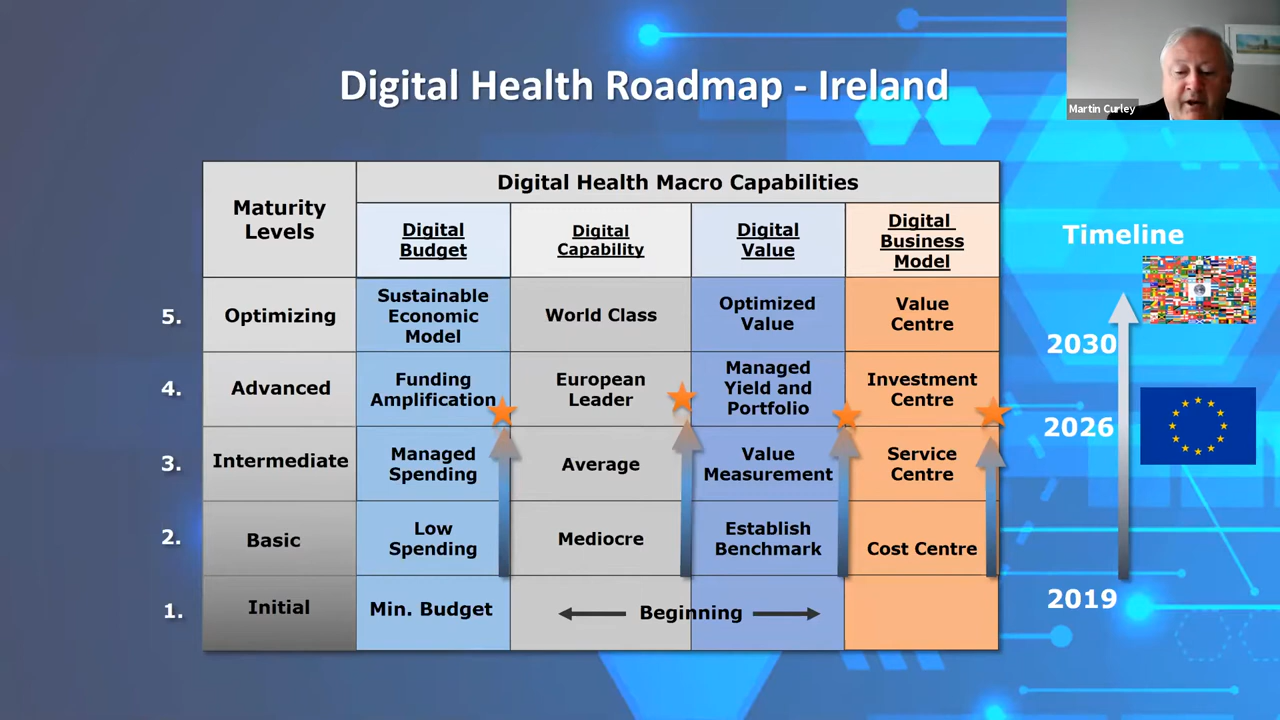 Digital Health Roadmap - Ireland
Martin Curley
Maturity
Levels
Digital Health Macro Capabilities
Digital
Budget
Digital
Capability
Digital
Value
Digital
Business
Model
Timeline
5.
Optimizing
Sustainable
Economic
Model
World Class
Optimized
Value
Value
Centre
2030
4.
Advanced
Funding
Amplification
European
Leader
Managed
Yield and
Portfolio
Investment
Centre
2026
3.
Intermediate
Managed
Spending
Average
Value
Measurement
Service
Centre
2.
Basic
Low
Spending
Mediocre
Establish
Benchmark
Cost Centre
1.
Initial
Min. Budget
Beginning
2019